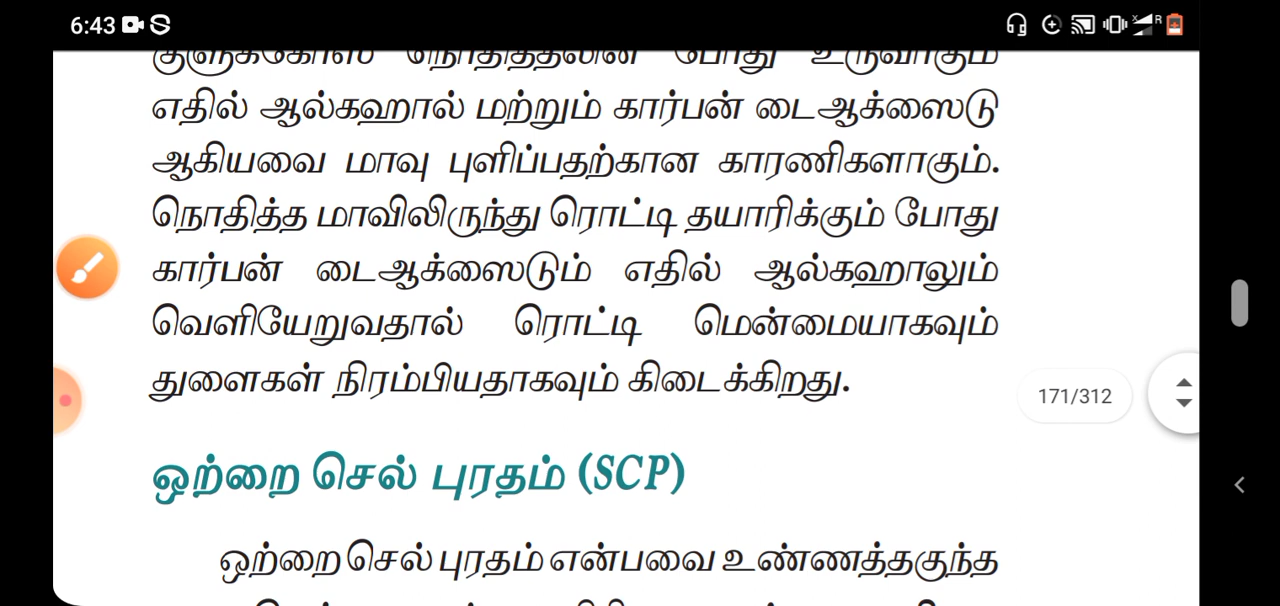 6:43
R
குளுக்கோஸ் நொதித்தலின் போது உருவாகும்
எதில் ஆல்கஹால் மற்றும் கார்பன் டைஆக்ஸைடு
ஆகியவை மாவு புளிப்பதற்கான காரணிகளாகும்.
நொதித்த மாவிலிருந்து ரொட்டி தயாரிக்கும் போது
கார்பன் டைஆக்ஸைடும் எதில் ஆல்கஹாலும்
வெளியேறுவதால் ரொட்டி மென்மையாகவும்
துளைகள் நிரம்பியதாகவும் கிடைக்கிறது.
171/312
ஒற்றை செல் புரதம் (SCP)
ஒற்றை செல் புரதம் என்பவை உண்ணத்தகுந்த